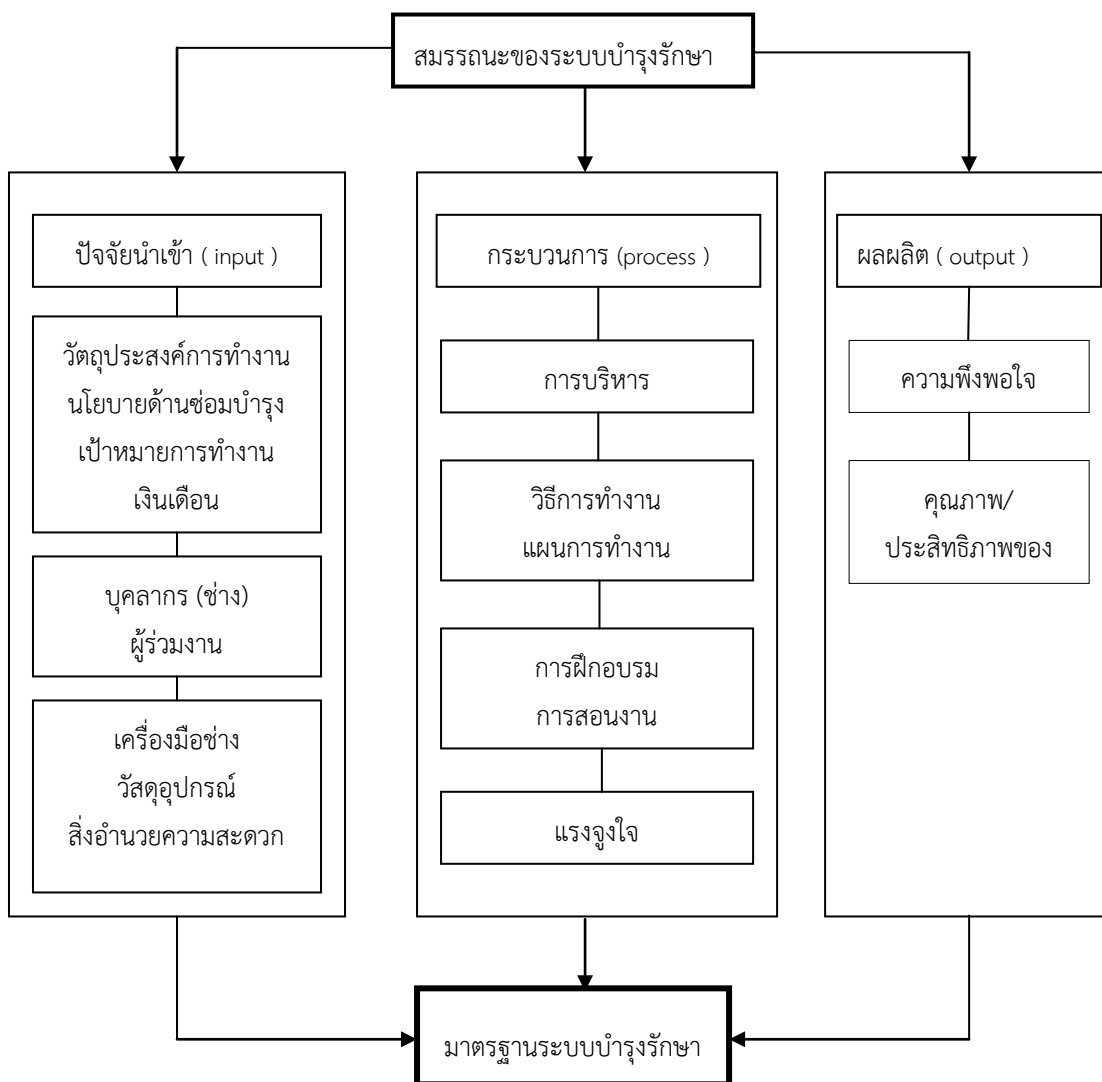 สมรรถนะของระบบบำรุงรักษา
ปัจจัยนำเข้า ( input )
วัตถุประสงค์การทำงาน
นโยบายด้านซ่อมบำรุง
เป้าหมายการทำงาน
เงินเดือน
บุคลากร (ช่าง)
ผู้ร่วมงาน
เครื่องมือช่าง
วัสดุอุปกรณ์
สิ่งอำนวยความสะดวก
กระบวนการ (process )
การบริหาร
วิธีการทำงาน
แผนการทำงาน
การฝึกอบรม
การสอนงาน
แรงจูงใจ
ผลผลิต ( output )
ความพึงพอใจ
คุณภาพ/
ประสิทธิภาพของ
มาตรฐานระบบบำรุงรักษา